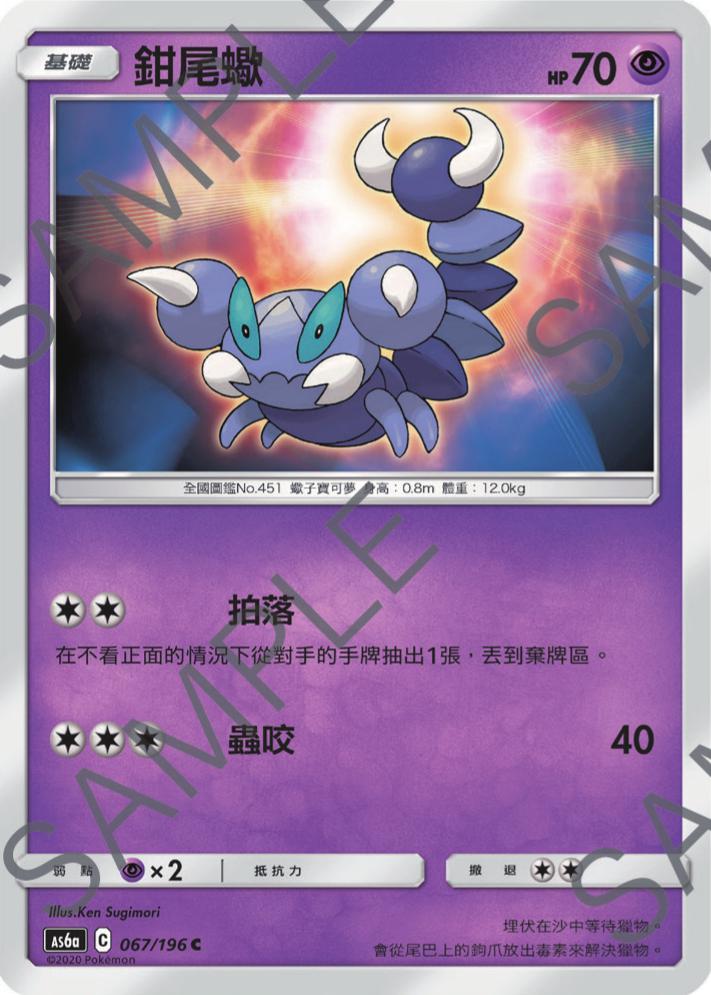 基礎 鉗尾蠍 HP70
全國圖鑑No.451 蠍子寶可夢 身高：0.8m 體重：12.0kg
拍落
在不看正面的情況下從對手的手牌抽出1張，丟到棄牌區。
蟲咬 40
弱點 ×2 抵抗力 撤退
Illus.Ken Sugimori
埋伏在沙中等待獵物。
AS6a C 067/196 C
會從尾巴上的鉤爪放出毒素來解決獵物。
©2020 Pokémon
SAMPLE
SAMPLE
SAMPLE
SAMPLE